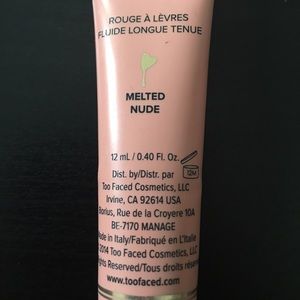 ROUGE À LÈVRES
FLUIDE LONGUE TENUE
MELTED
NUDE
12 mL / 0.40 Fl. Oz.
12M
Dist. by/Distr. par
Too Faced Cosmetics, LLC
Irvine, CA 92614 USA
Borlus, Rue de la Croyere 10A
BE-7170 MANAGE
Made in Italy/Fabriqué en L'Italie
2014 Too Faced Cosmetics, LLC
Rights Reserved/Tous droits
www.toofaced.com